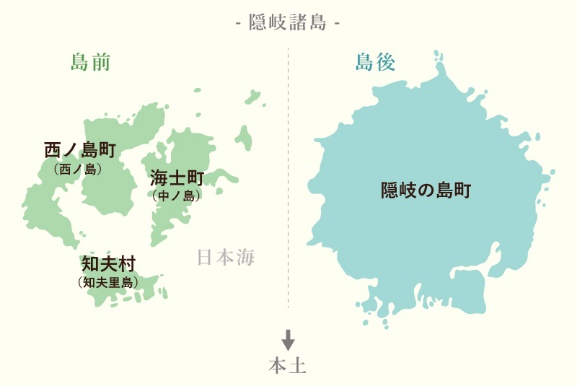 - 隠岐諸島 -
島前
島後
西ノ島町
（西ノ島）
海士町
（中ノ島）
隠岐の島町
日本海
知夫村
（知夫里島）
本土